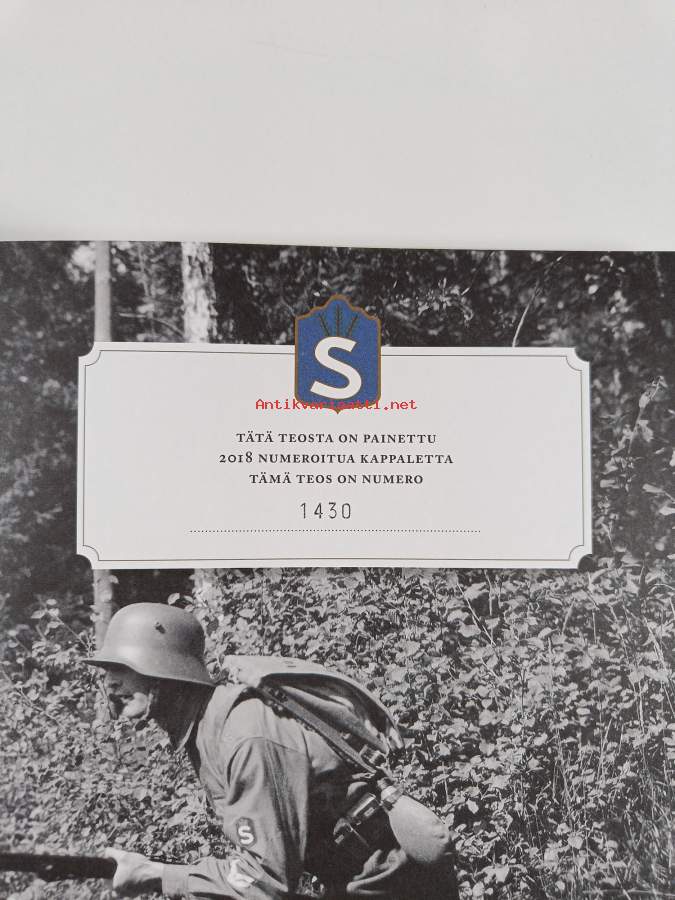 S
Antikvariaatti.net
TÄTÄ TEOSTA ON PAINETTU
2018 NUMEROITUA KAPPALETTA
TÄMÄ TEOS ON NUMERO
1430
S